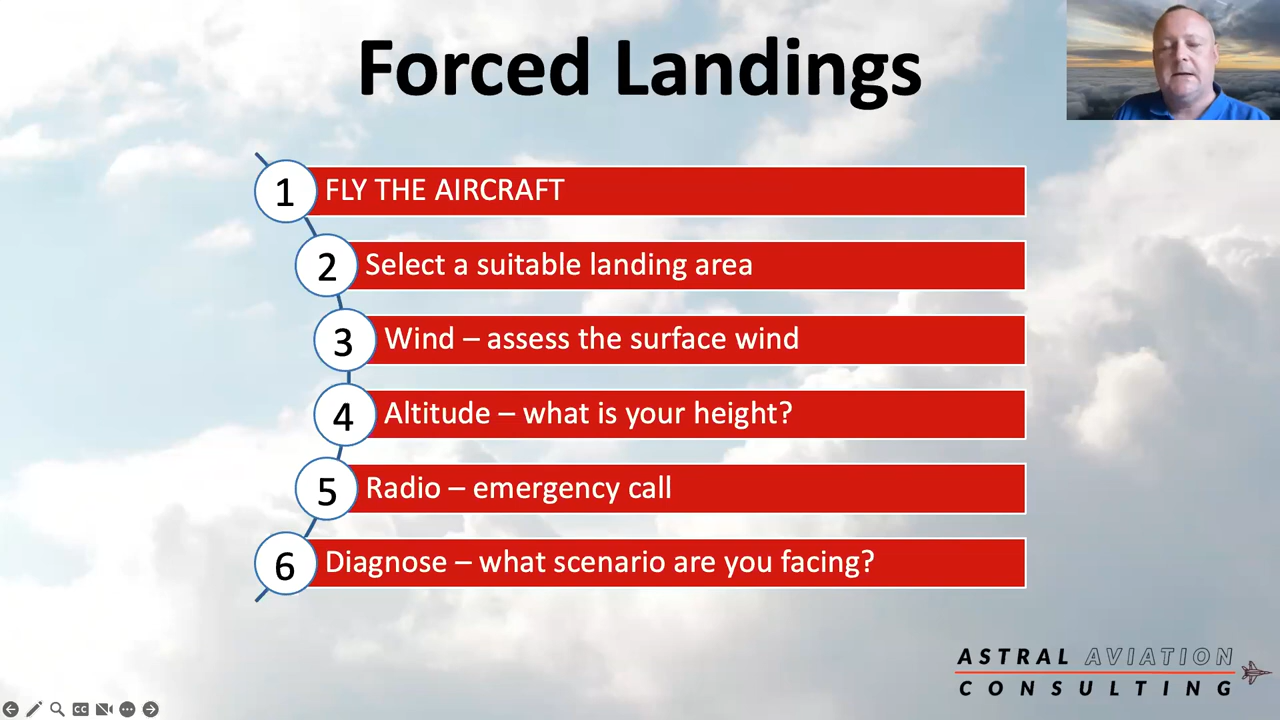 Forced Landings
1 FLY THE AIRCRAFT
2 Select a suitable landing area
3 Wind – assess the surface wind
4 Altitude – what is your height?
5 Radio – emergency call
6 Diagnose – what scenario are you facing?
ASTRAL AVIATION
CONSULTING
CC